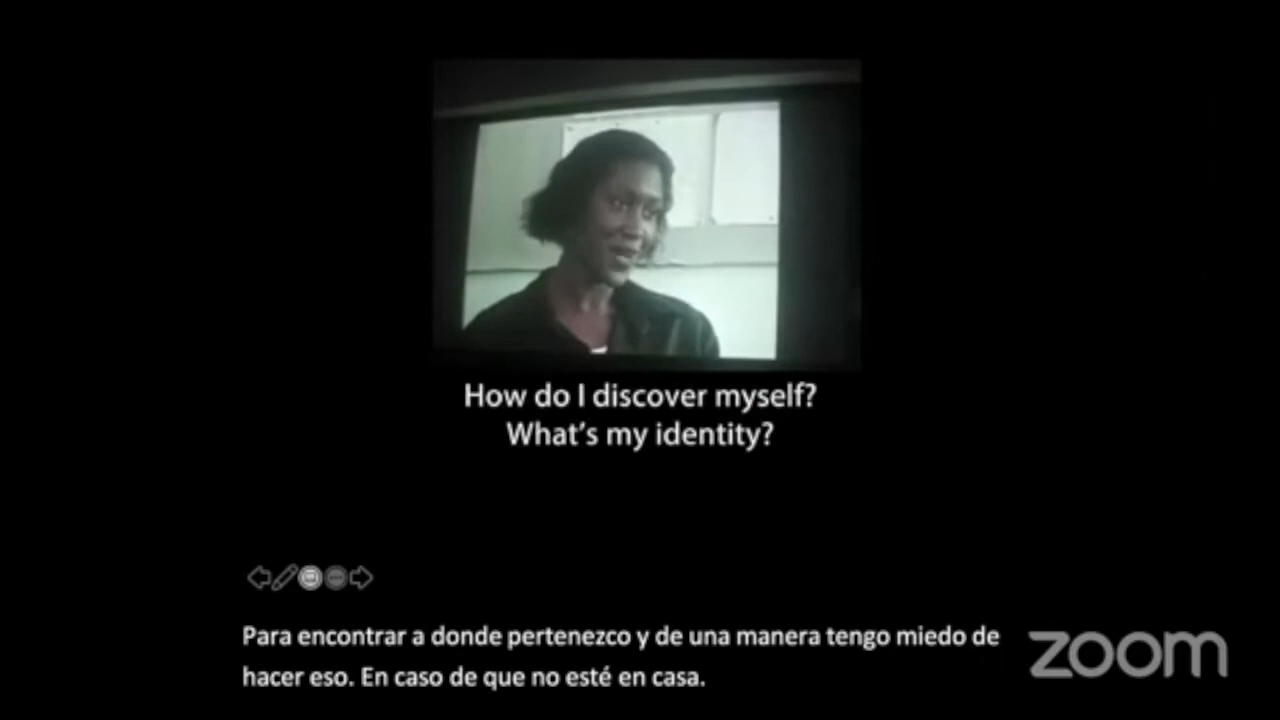 How do I discover myself?
What's my identity?
Para encontrar a donde pertenezco y de una manera tengo miedo de
hacer eso. En caso de que no esté en casa.
zoom